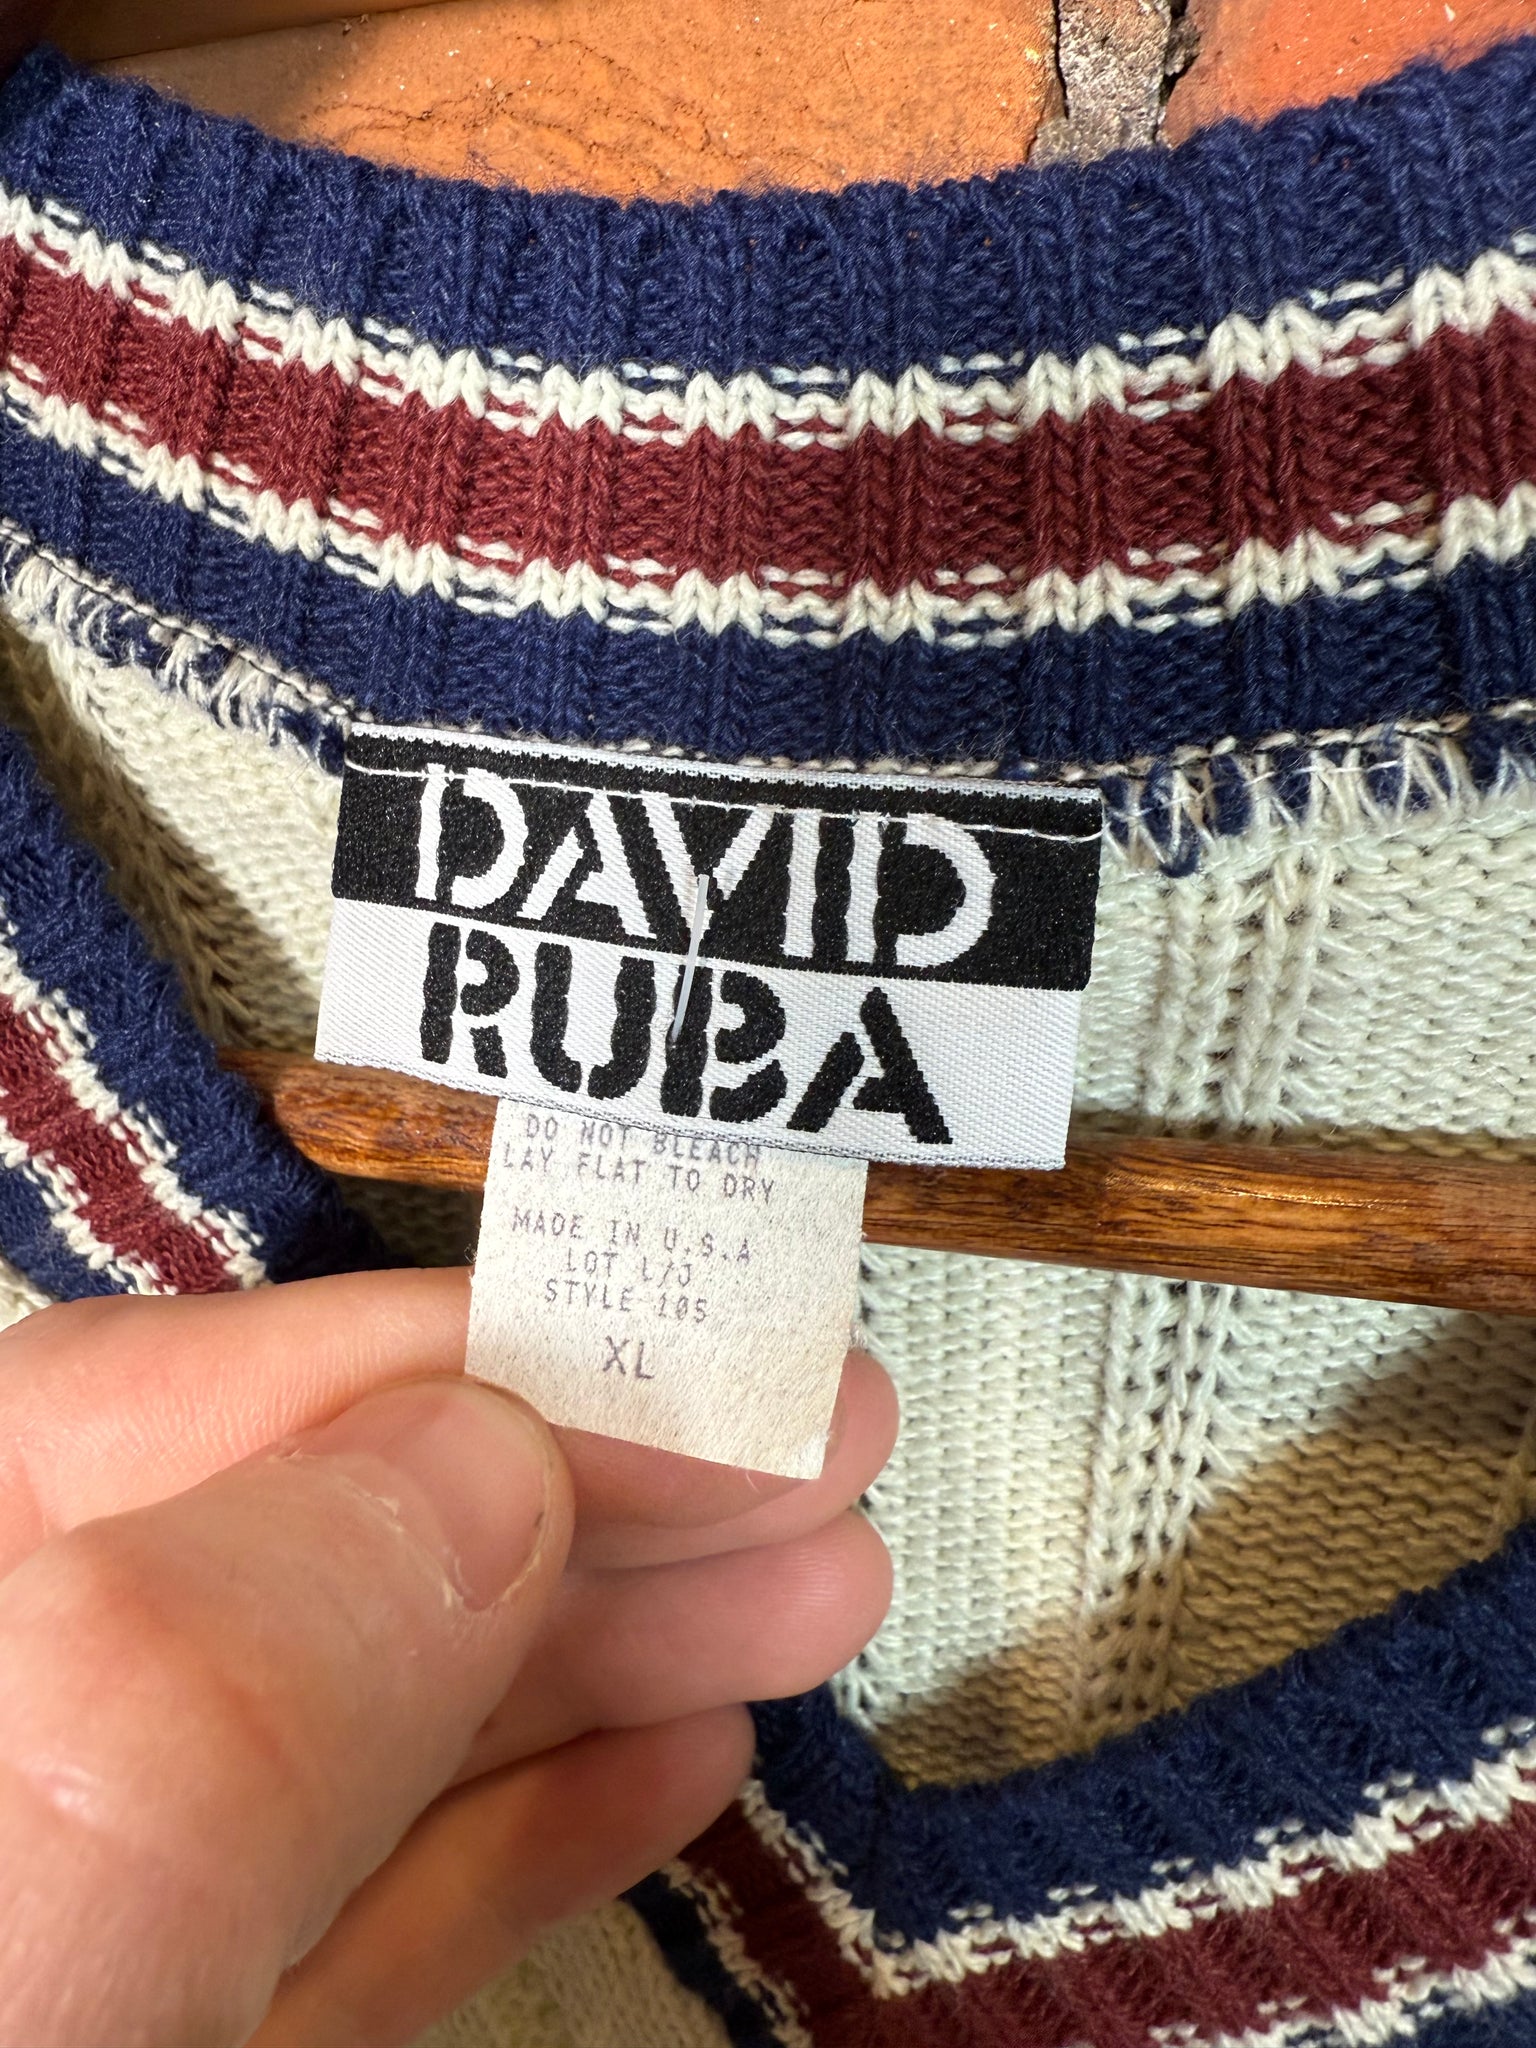 DAVID
RUBA
DO NOT BLEACH
LAY FLAT TO DRY
MADE IN U.S.A
LOT L/J
STYLE 105
XL